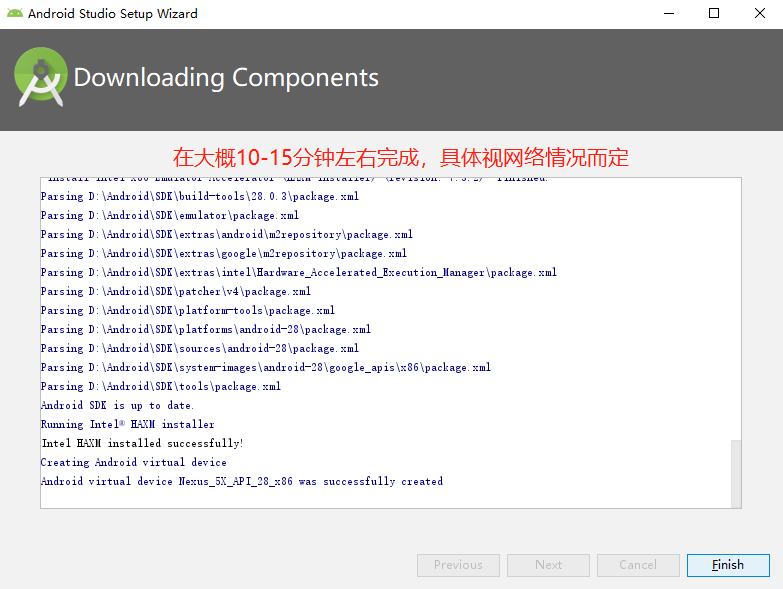 Android Studio Setup Wizard
Downloading Components
在大概10-15分钟左右完成，具体视网络情况而定
Parsing D:\Android\SDK\build-tools\28.0.3\package.xml
Parsing D:\Android\SDK\emulator\package.xml
Parsing D:\Android\SDK\extras\android\m2repository\package.xml
Parsing D:\Android\SDK\extras\google\m2repository\package.xml
Parsing D:\Android\SDK\extras\intel\Hardware_Accelerated_Execution_Manager\package.xml
Parsing D:\Android\SDK\patcher\v4\package.xml
Parsing D:\Android\SDK\platform-tools\package.xml
Parsing D:\Android\SDK\platforms\android-28\package.xml
Parsing D:\Android\SDK\sources\android-28\package.xml
Parsing D:\Android\SDK\system-images\android-28\google_apis\x86\package.xml
Parsing D:\Android\SDK\tools\package.xml
Android SDK is up to date.
Running Intel® HAXM installer
Intel HAXM installed successfully!
Creating Android virtual device
Android virtual device Nexus_5X_API_28_x86 was successfully created
Previous Next Cancel Finish